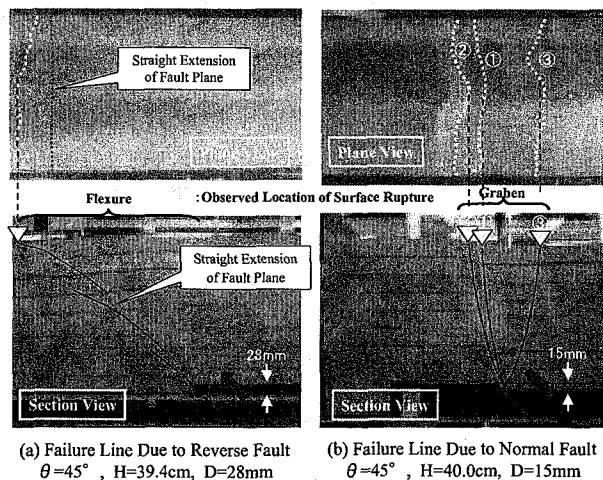 Straight Extension
of Fault Plane
Plane View
②
①
③
Plane View
Flexure
:Observed Location of Surface Rupture
Graben
Straight Extension
of Fault Plane
28mm
Section View
③
15mm
Section View
(a) Failure Line Due to Reverse Fault
θ=45° , H=39.4cm, D=28mm
(b) Failure Line Due to Normal Fault
θ=45° , H=40.0cm, D=15mm